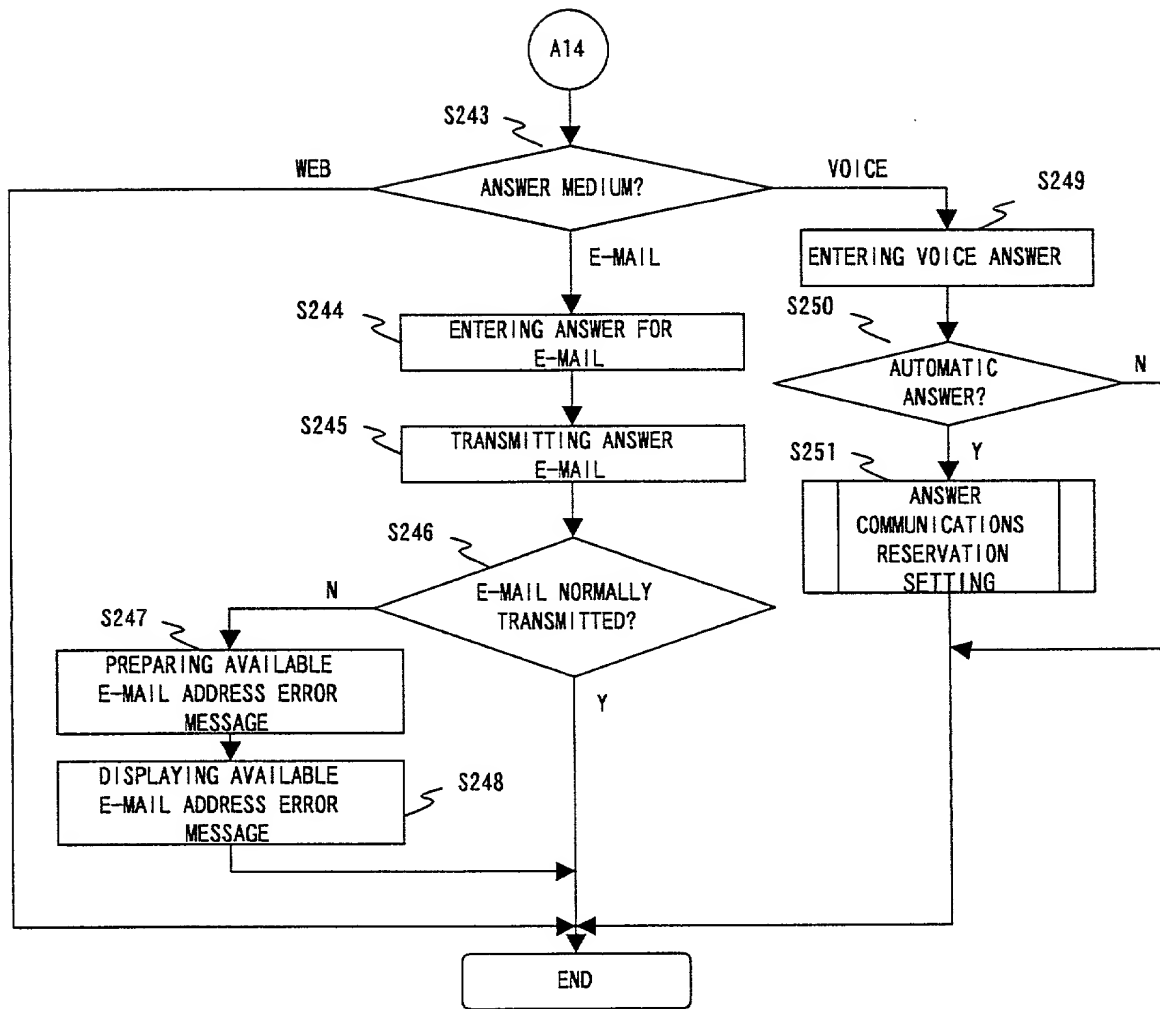 A14
S243
WEB
ANSWER MEDIUM?
VOICE
S249
E-MAIL
ENTERING VOICE ANSWER
S244
ENTERING ANSWER FOR
E-MAIL
S250
AUTOMATIC
ANSWER?
N
S245
TRANSMITTING ANSWER
E-MAIL
Y
S251
ANSWER
COMMUNICATIONS
RESERVATION
SETTING
S246
N
E-MAIL NORMALLY
TRANSMITTED?
S247
PREPARING AVAILABLE
E-MAIL ADDRESS ERROR
MESSAGE
Y
DISPLAYING AVAILABLE
E-MAIL ADDRESS ERROR
MESSAGE
S248
END